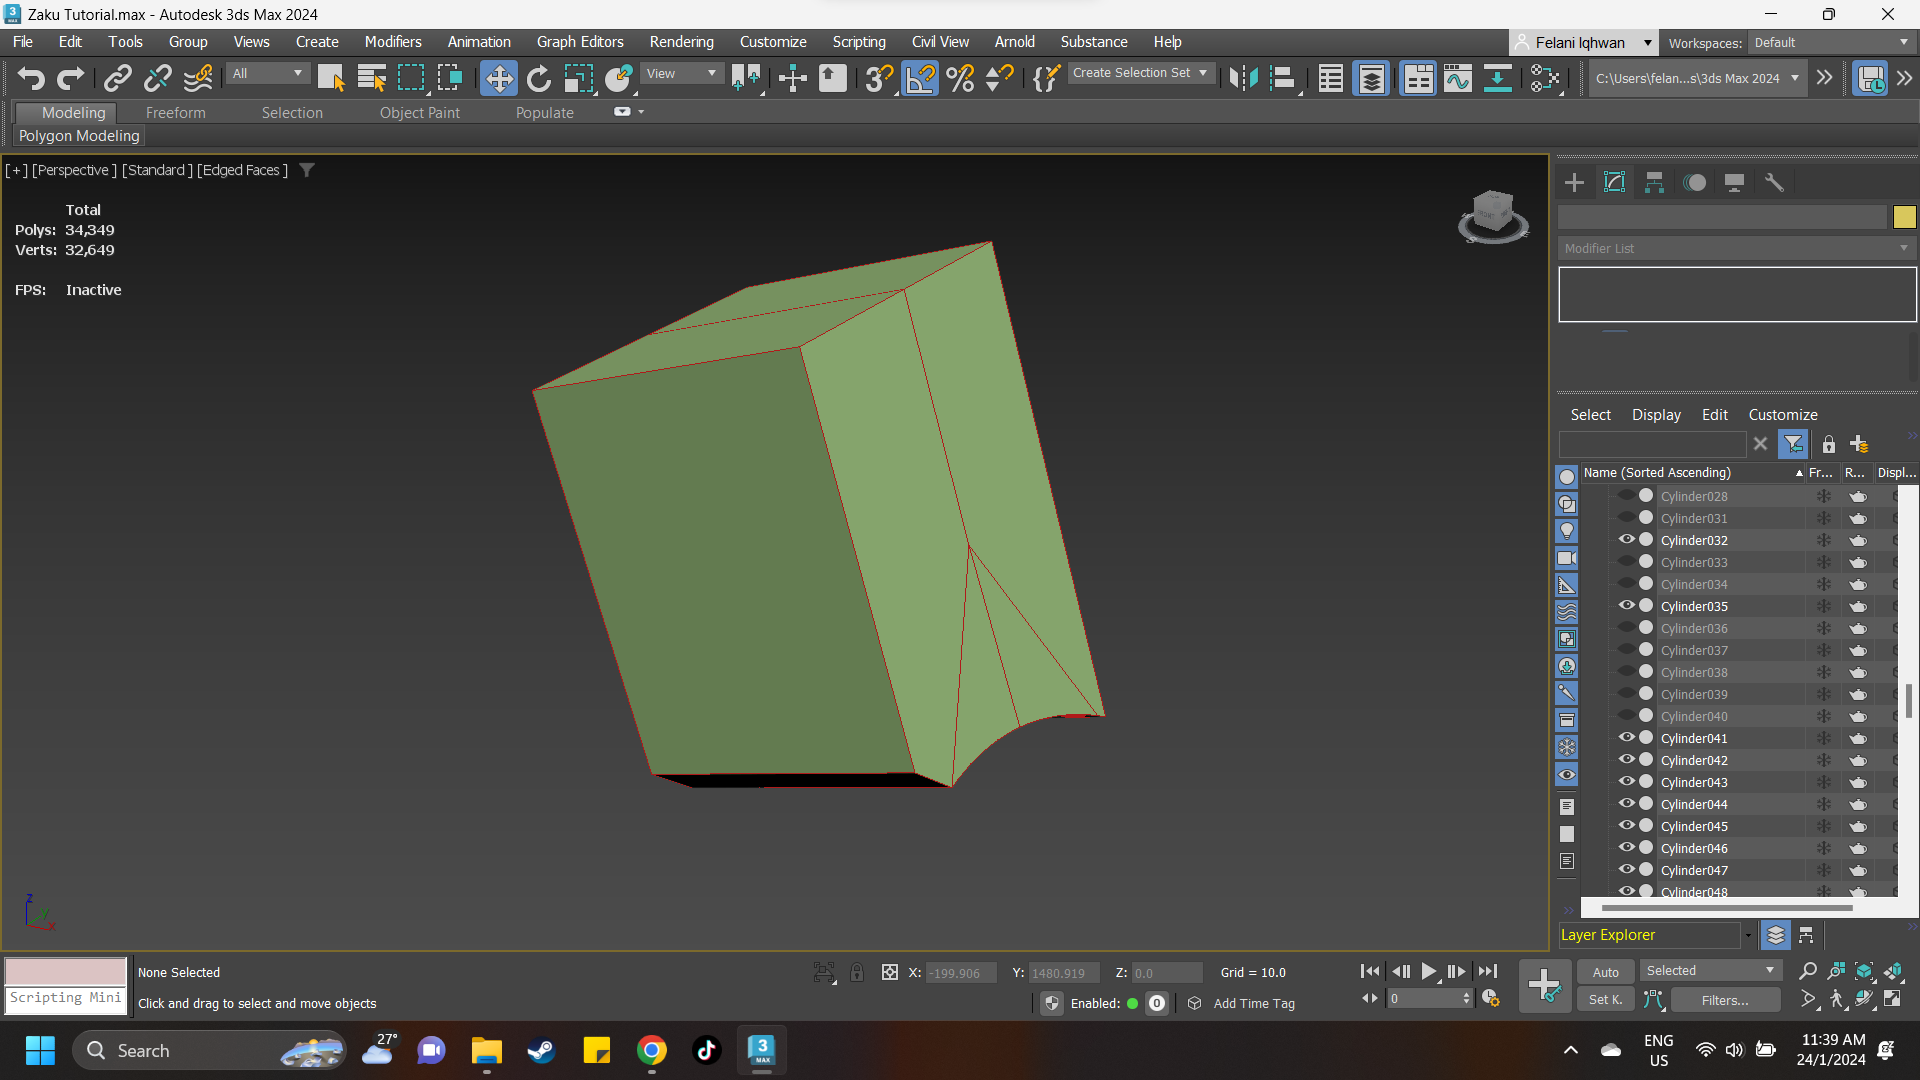 Zaku Tutorial.max - Autodesk 3ds Max 2024
File Edit Tools Group Views Create Modifiers Animation Graph Editors Rendering Customize Scripting Civil View Arnold Substance Help
Felani Iqhwan Workspaces: Default
All View Create Selection Set C:\Users\felan...s\3ds Max 2024
Modeling Freeform Selection Object Paint Populate
Polygon Modeling
[+] [Perspective ] [Standard ] [Edged Faces ]
Total
Polys: 34,349
Verts: 32,649
FPS: Inactive
Modifier List
Select Display Edit Customize
Name (Sorted Ascending) Fr... R... Displ...
Cylinder028
Cylinder031
Cylinder032
Cylinder033
Cylinder034
Cylinder035
Cylinder036
Cylinder037
Cylinder038
Cylinder039
Cylinder040
Cylinder041
Cylinder042
Cylinder043
Cylinder044
Cylinder045
Cylinder046
Cylinder047
Cylinder048
Layer Explorer
z
y
x
None Selected
X: -199.906 Y: 1480.919 Z: 0.0 Grid = 10.0
Scripting Mini
Click and drag to select and move objects
Enabled: 0 Add Time Tag
0
Auto Selected
Set K. Filters...
Search
27°
3
MAX
ENG
US
11:39 AM
24/1/2024